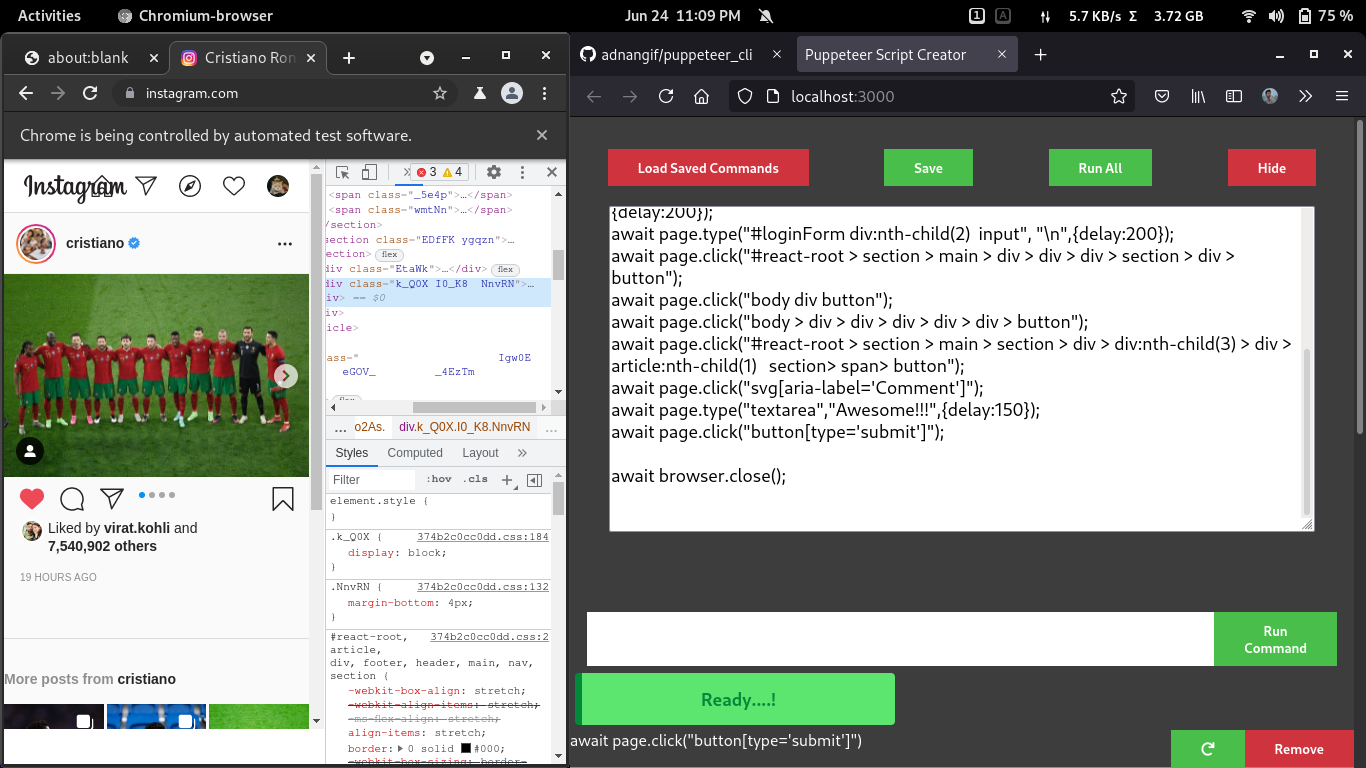 Activities Chromium-browser Jun 24 11:09 PM 1 A 5.7 KB/s Σ 3.72 GB 75 %
about:blank Cristiano Ron
instagram.com
Chrome is being controlled by automated test software.
Instagram
cristiano
Liked by virat.kohli and
7,540,902 others
19 HOURS AGO
More posts from cristiano
3 4
<span class="_5e4p">…</span>
<span class="wmtNn">…</span>
/section>
section class="EDfFK ygqzn">…
ection> flex
div class="EtaWk">…</div> flex
div class="k_Q0X I0_K8 NnvRN">…
iv> == $0
iv>
icle>
ass=" Igw0E
eGOV_ _4EzTm
flex
… o2As. div.k_Q0X.I0_K8.NnvRN …
Styles Computed Layout
Filter :hov .cls
element.style {
}
.k_Q0X { 374b2c0cc0dd.css:184
display: block;
}
.NnvRN { 374b2c0cc0dd.css:132
margin-bottom: 4px;
}
#react-root, 374b2c0cc0dd.css:2
article,
div, footer, header, main, nav,
section {
-webkit-box-align: stretch;
-webkit-align-items: stretch;
-ms-flex-align: stretch;
align-items: stretch;
border: 0 solid #000;
-webkit-box-sizing: border-
adnangif/puppeteer_cli Puppeteer Script Creator
localhost:3000
Load Saved Commands Save Run All Hide
{delay:200});
await page.type("#loginForm div:nth-child(2) input", "\n",{delay:200});
await page.click("#react-root > section > main > div > div > div > section > div >
button");
await page.click("body div button");
await page.click("body > div > div > div > div > div > button");
await page.click("#react-root > section > main > section > div > div:nth-child(3) > div >
article:nth-child(1) section> span> button");
await page.click("svg[aria-label='Comment']");
await page.type("textarea","Awesome!!!",{delay:150});
await page.click("button[type='submit']");
await browser.close();
Run
Command
Ready....!
await page.click("button[type='submit']")
Remove